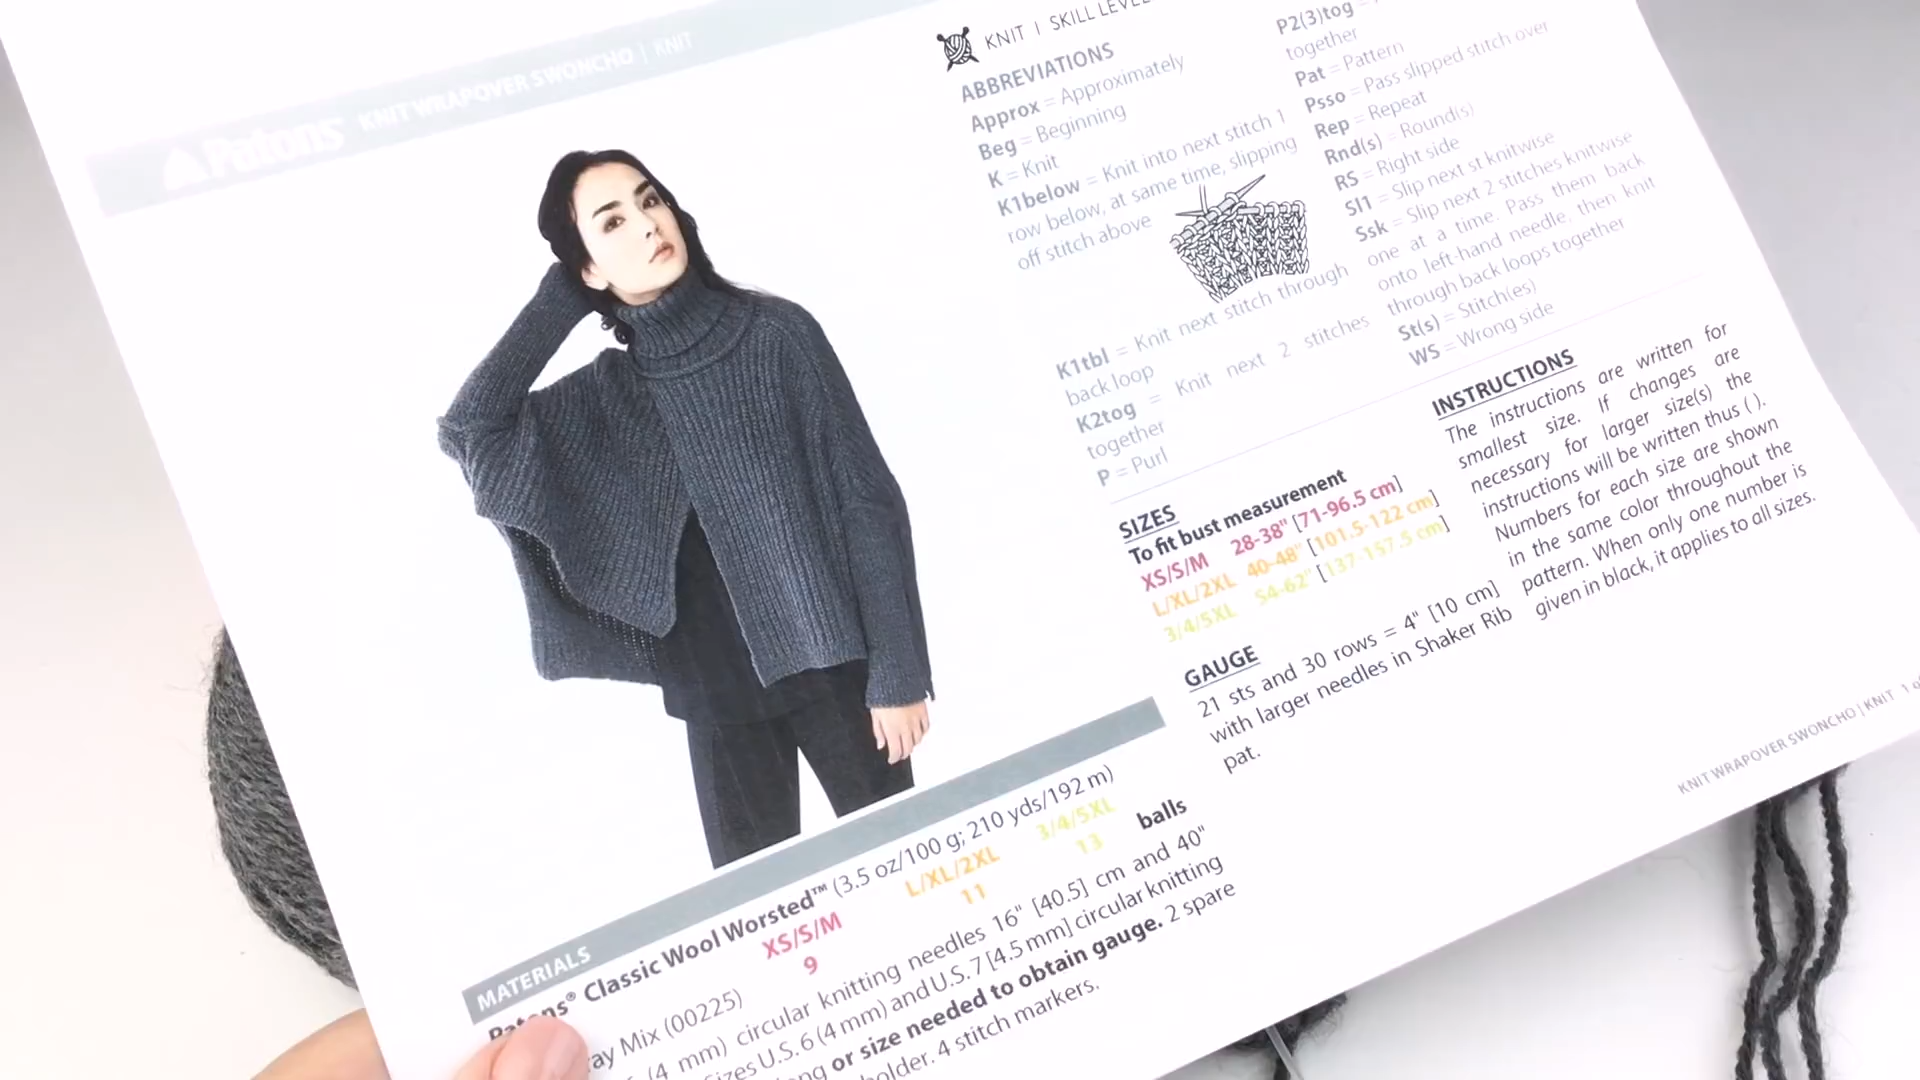 Patons KNIT WRAPOVER SWONCHO | KNIT
KNIT I SKILL LEVEL
ABBREVIATIONS
Approx = Approximately
Beg = Beginning
K = Knit
K1below = Knit into next stitch 1
row below, at same time, slipping
off stitch above
K1tbl = Knit next stitch through
back loop
K2tog = Knit next 2 stitches
together
P = Purl
P2(3)tog =
together
Pat = Pattern
Psso = Pass slipped stitch over
Rep = Repeat
Rnd(s) = Round(s)
RS = Right side
Sl1 = Slip next st knitwise
Ssk = Slip next 2 stitches knitwise
one at a time. Pass them back
onto left-hand needle, then knit
through back loops together
St(s) = Stitch(es)
WS = Wrong side
SIZES
To fit bust measurement
XS/S/M 28-38" [71-96.5 cm]
L/XL/2XL 40-48" [101.5-122 cm]
3/4/5XL 54-62" [137-157.5 cm]
GAUGE
21 sts and 30 rows = 4" [10 cm]
with larger needles in Shaker Rib
pat.
INSTRUCTIONS
The instructions are written for
smallest size. If changes are
necessary for larger size(s) the
instructions will be written thus ( ).
Numbers for each size are shown
in the same color throughout the
pattern. When only one number is
given in black, it applies to all sizes.
MATERIALS
Patons® Classic Wool Worsted™ (3.5 oz/100 g; 210 yds/192 m)
XS/S/M L/XL/2XL 3/4/5XL
9 11 13 balls
Mix (00225)
(4 mm) circular knitting needles 16" [40.5] cm and 40"
U.S. 6 (4 mm) and U.S. 7 [4.5 mm] circular knitting
or size needed to obtain gauge. 2 spare
4 stitch markers.
KNIT WRAPOVER SWONCHO | KNIT 1